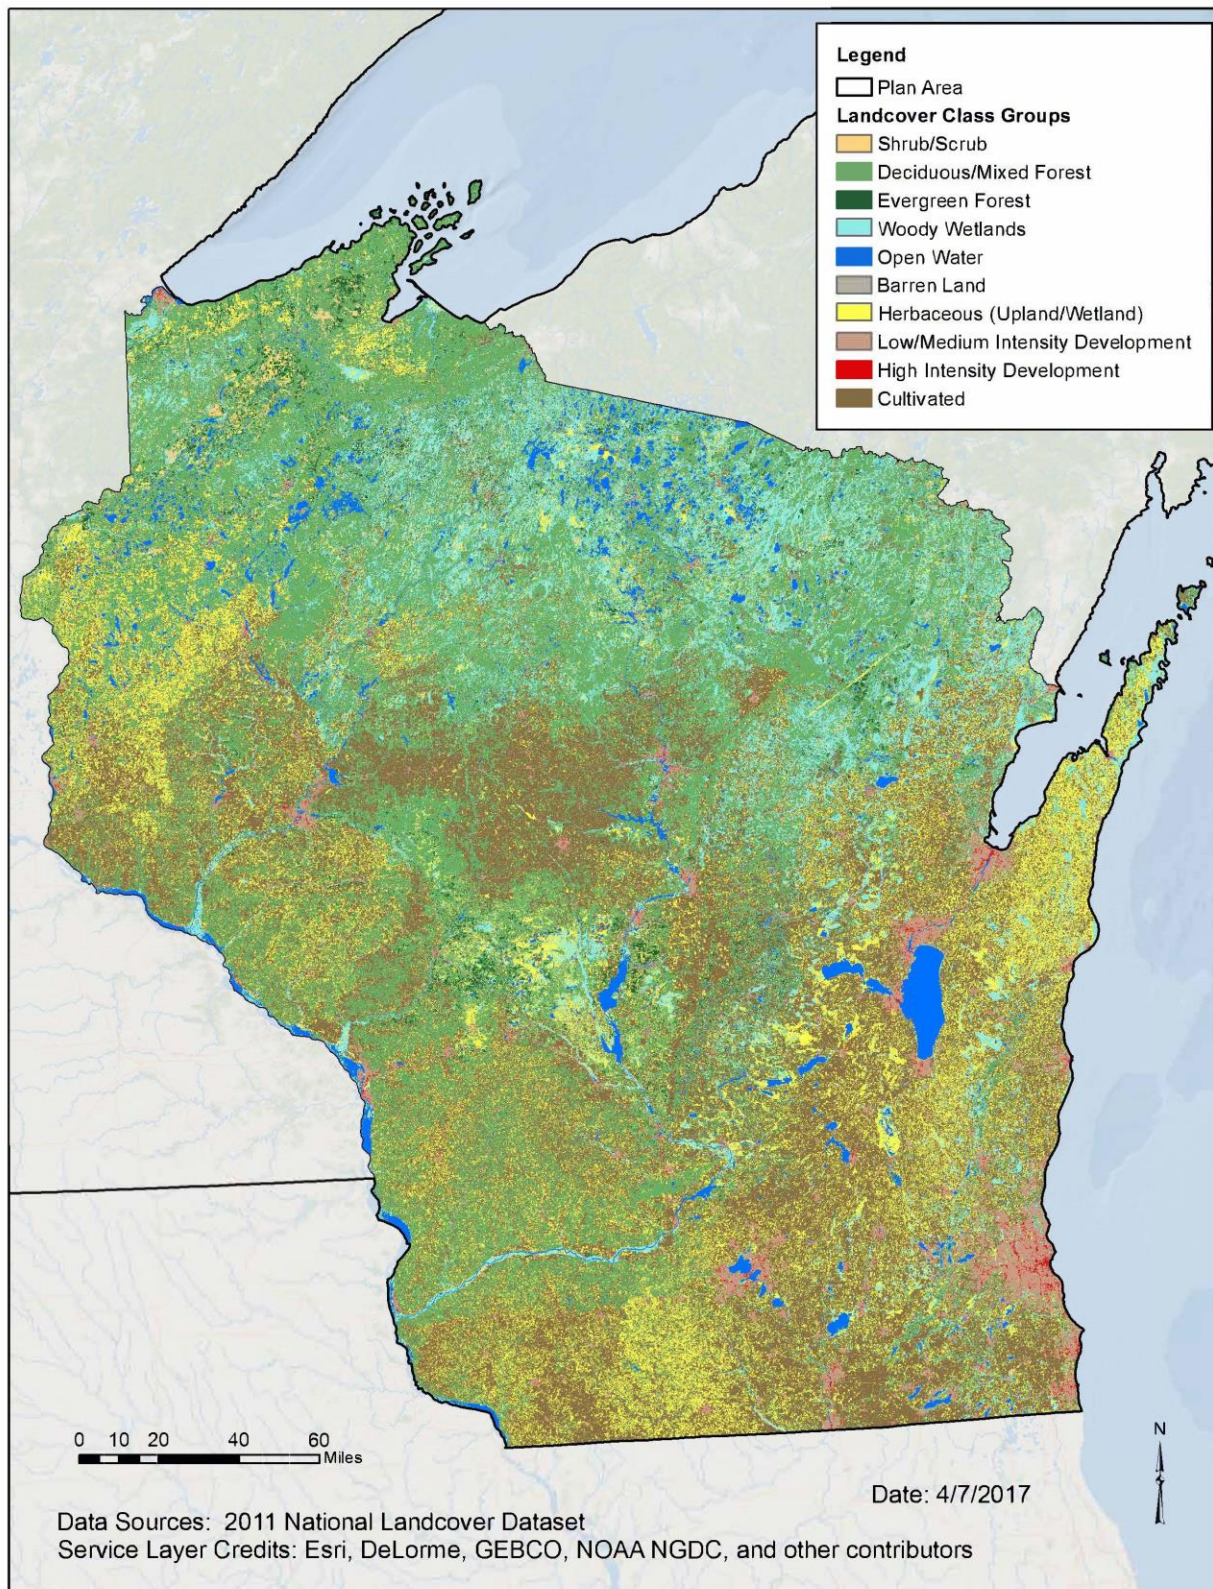 Legend
Plan Area
Landcover Class Groups
Shrub/Scrub
Deciduous/Mixed Forest
Evergreen Forest
Woody Wetlands
Open Water
Barren Land
Herbaceous (Upland/Wetland)
Low/Medium Intensity Development
High Intensity Development
Cultivated
0 10 20 40 60
Miles
N
Date: 4/7/2017
Data Sources: 2011 National Landcover Dataset
Service Layer Credits: Esri, DeLorme, GEBCO, NOAA NGDC, and other contributors